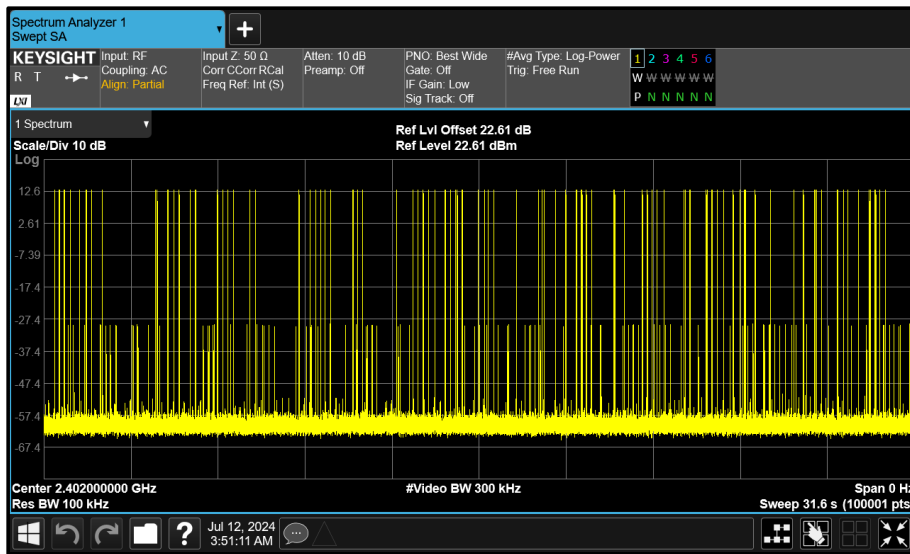 Spectrum Analyzer 1
Swept SA
+
KEYSIGHT
R T
LXI
Input: RF
Coupling: AC
Align: Partial
Input Z: 50 Ω
Corr CCorr RCal
Freq Ref: Int (S)
Atten: 10 dB
Preamp: Off
PNO: Best Wide
Gate: Off
IF Gain: Low
Sig Track: Off
#Avg Type: Log-Power
Trig: Free Run
1 2 3 4 5 6
W W W W W W
P N N N N N
1 Spectrum
Scale/Div 10 dB
Ref Lvl Offset 22.61 dB
Ref Level 22.61 dBm
Log
12.6
2.61
-7.39
-17.4
-27.4
-37.4
-47.4
-57.4
-67.4
Center 2.402000000 GHz
#Video BW 300 kHz
Span 0 Hz
Res BW 100 kHz
Sweep 31.6 s (100001 pts
?
Jul 12, 2024
3:51:11 AM